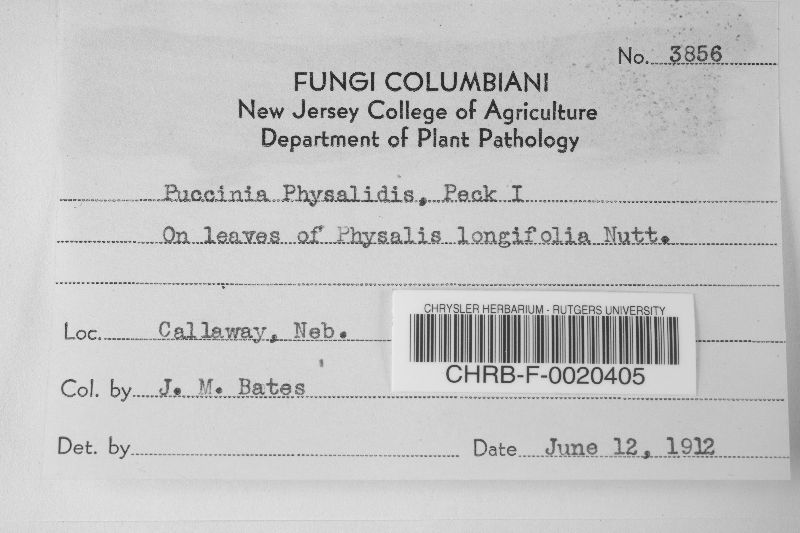 No. 3856
FUNGI COLUMBIANI
New Jersey College of Agriculture
Department of Plant Pathology
Puccinia Physalidis, Peck I
On leaves of Physalis longifolia Nutt.
Loc. Callaway, Neb.
CHRYSLER HERBARIUM - RUTGERS UNIVERSITY
CHRB-F-0020405
Col. by J. M. Bates
Det. by
Date June 12, 1912